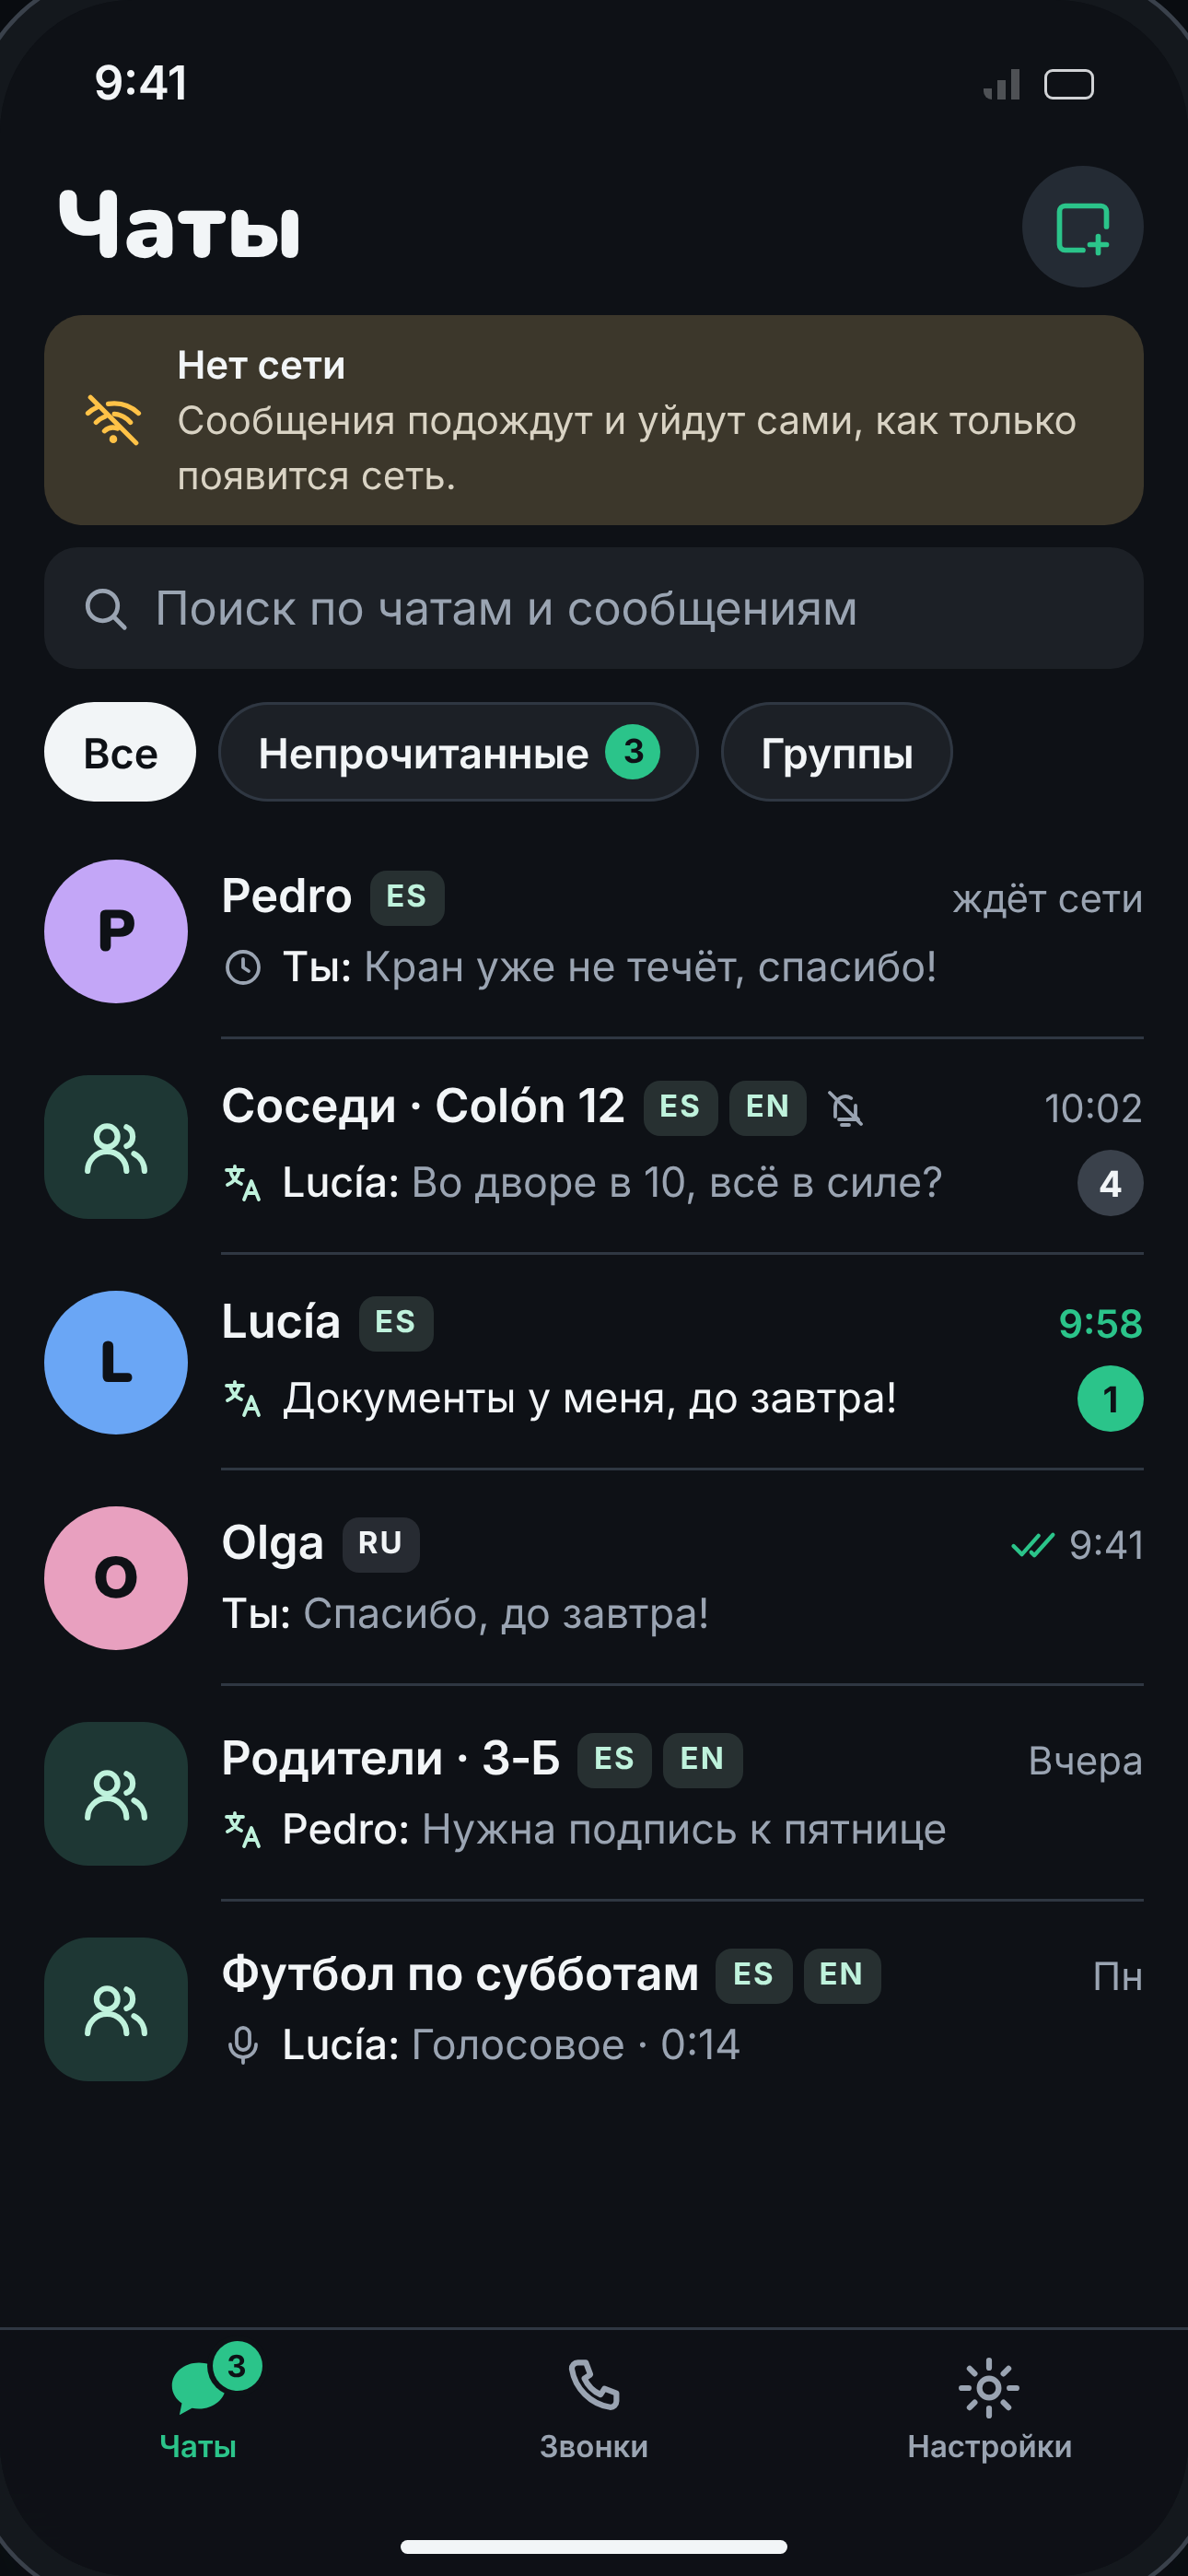 9:41
Чаты
Нет сети
Сообщения подождут и уйдут сами, как только
появится сеть.
Поиск по чатам и сообщениям
Все
Непрочитанные 3
Группы
P
Pedro ES ждёт сети
Ты: Кран уже не течёт, спасибо!
Соседи · Colón 12 ES EN 10:02
Lucía: Во дворе в 10, всё в силе? 4
L
Lucía ES 9:58
Документы у меня, до завтра! 1
O
Olga RU 9:41
Ты: Спасибо, до завтра!
Родители · 3-Б ES EN Вчера
Pedro: Нужна подпись к пятнице
Футбол по субботам ES EN Пн
Lucía: Голосовое · 0:14
3
Чаты
Звонки
Настройки